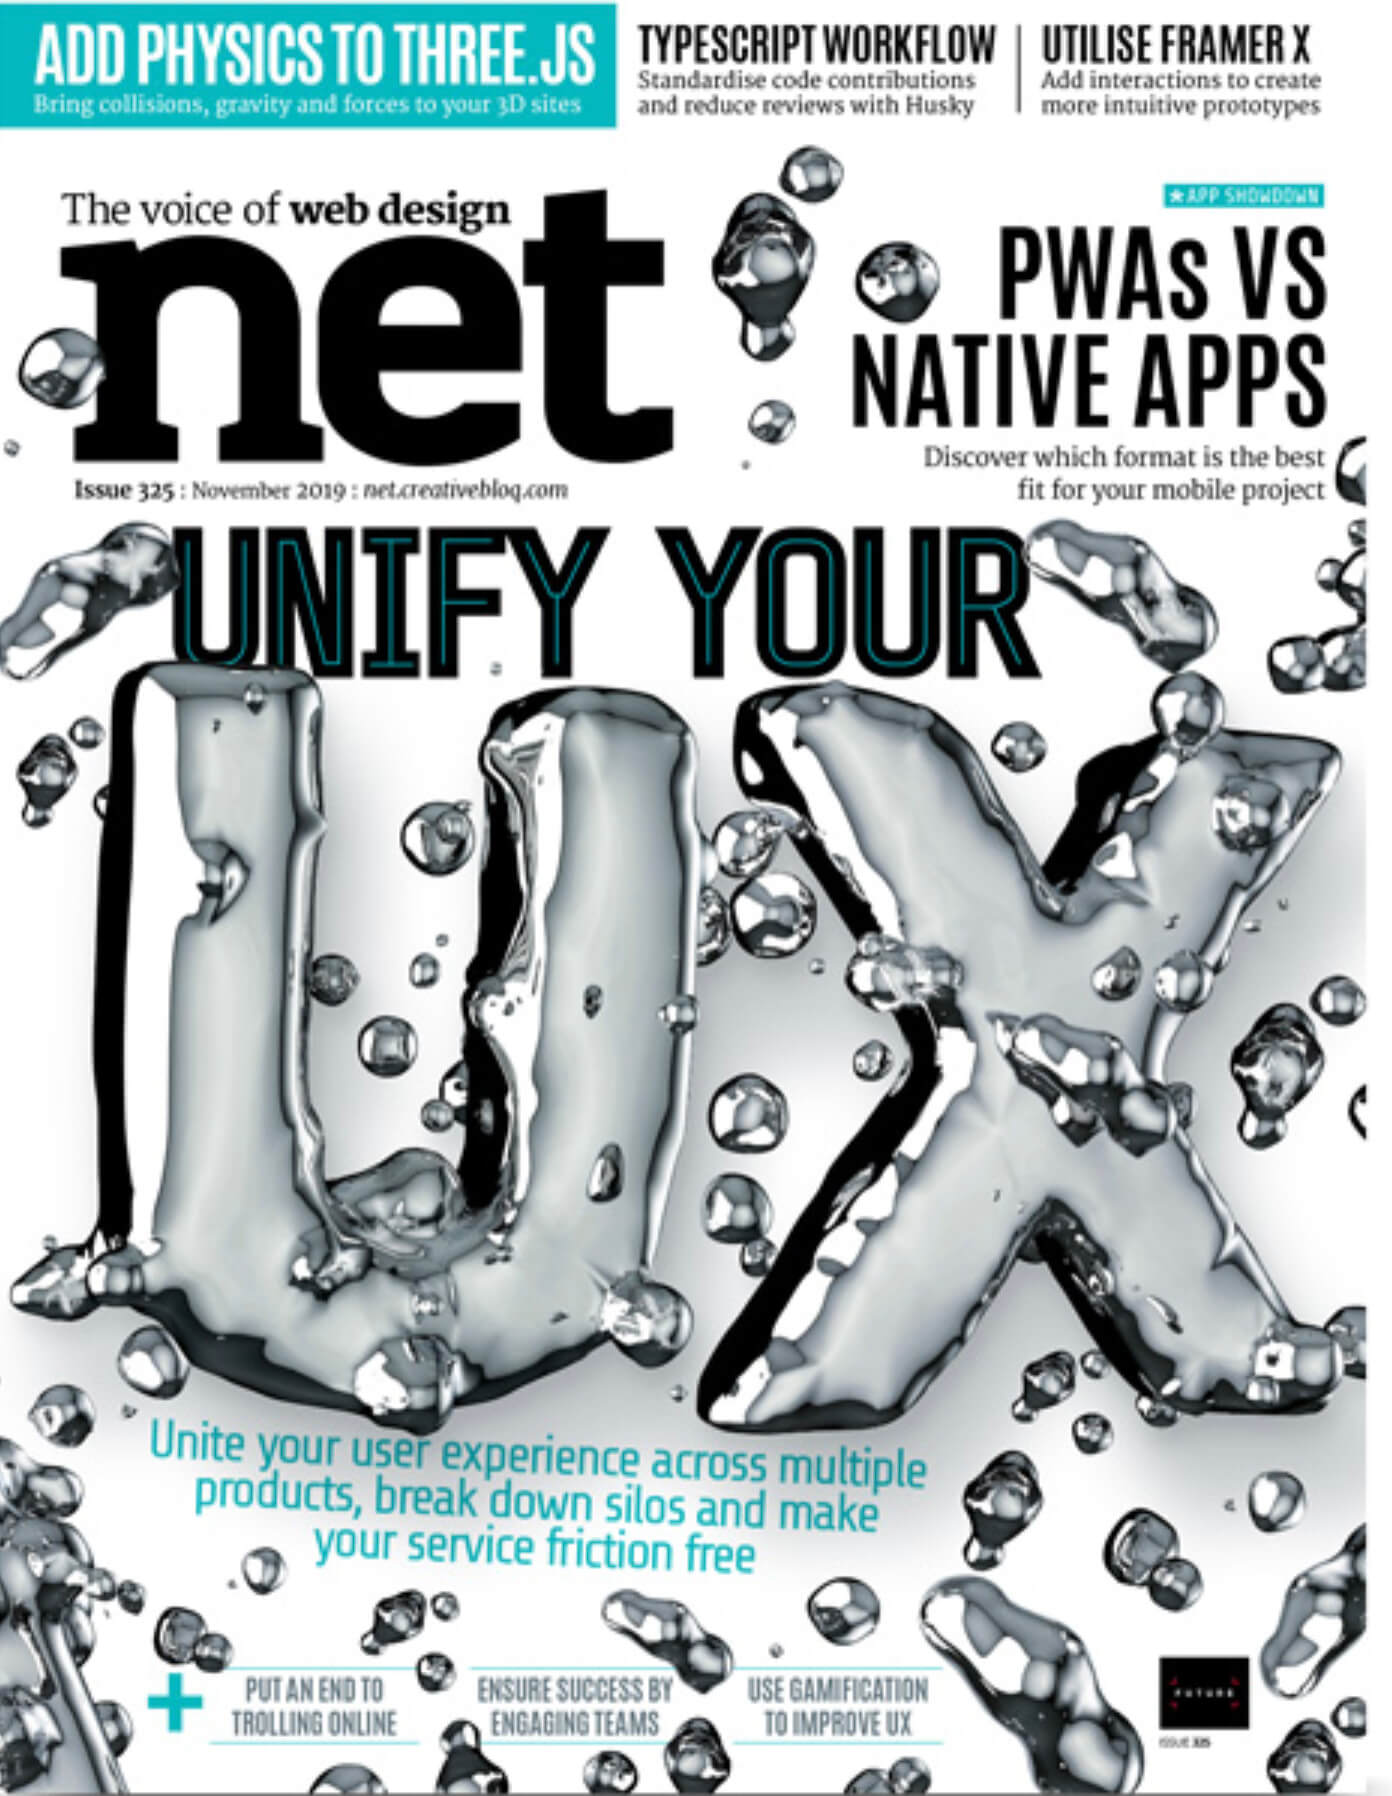 ADD PHYSICS TO THREE.JS
Bring collisions, gravity and forces to your 3D sites
TYPESCRIPT WORKFLOW
Standardise code contributions
and reduce reviews with Husky
UTILISE FRAMER X
Add interactions to create
more intuitive prototypes
The voice of web design
net
Issue 325 : November 2019 : net.creativebloq.com
★ APP SHOWDOWN
PWAs VS
NATIVE APPS
Discover which format is the best
fit for your mobile project
UNIFY YOUR
UX
Unite your user experience across multiple
products, break down silos and make
your service friction free
+
PUT AN END TO
TROLLING ONLINE
ENSURE SUCCESS BY
ENGAGING TEAMS
USE GAMIFICATION
TO IMPROVE UX
FUTURE
ISSUE 325